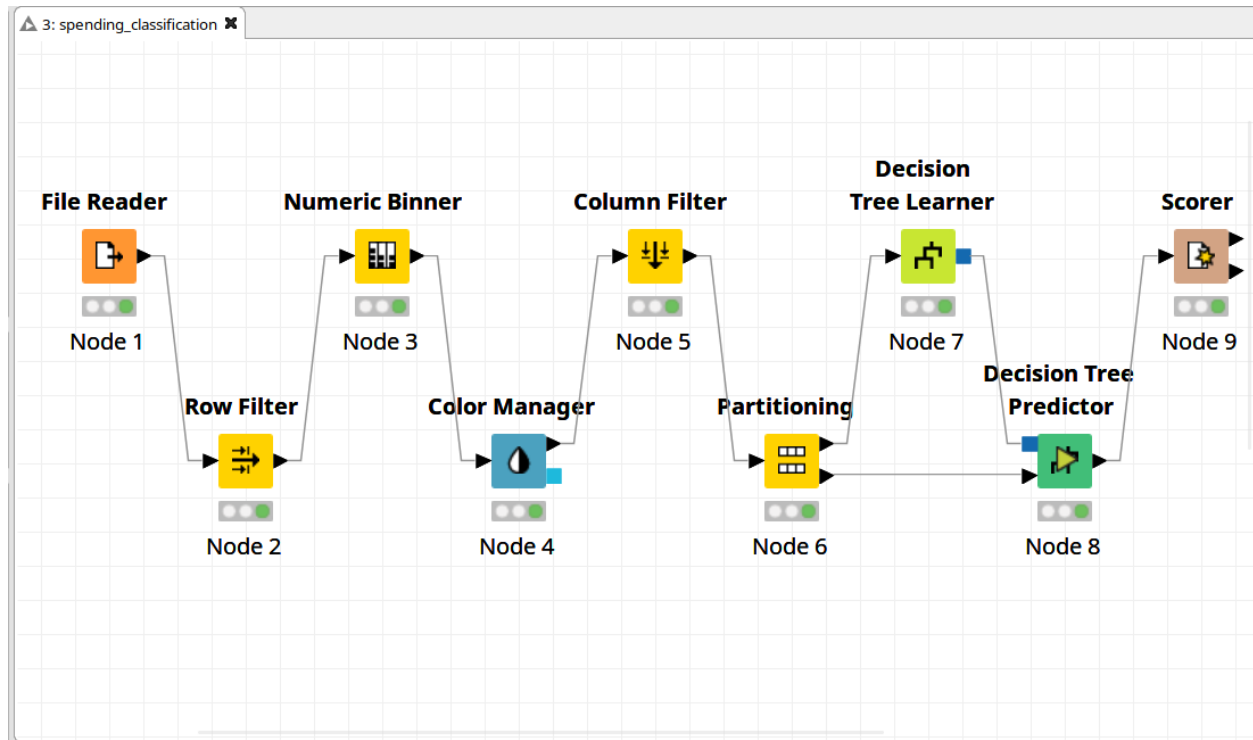 3: spending_classification
Decision
File Reader
Numeric Binner
Column Filter
Tree Learner
Scorer
Node 1
Node 3
Node 5
Node 7
Node 9
Decision Tree
Row Filter
Color Manager
Partitioning
Predictor
Node 2
Node 4
Node 6
Node 8